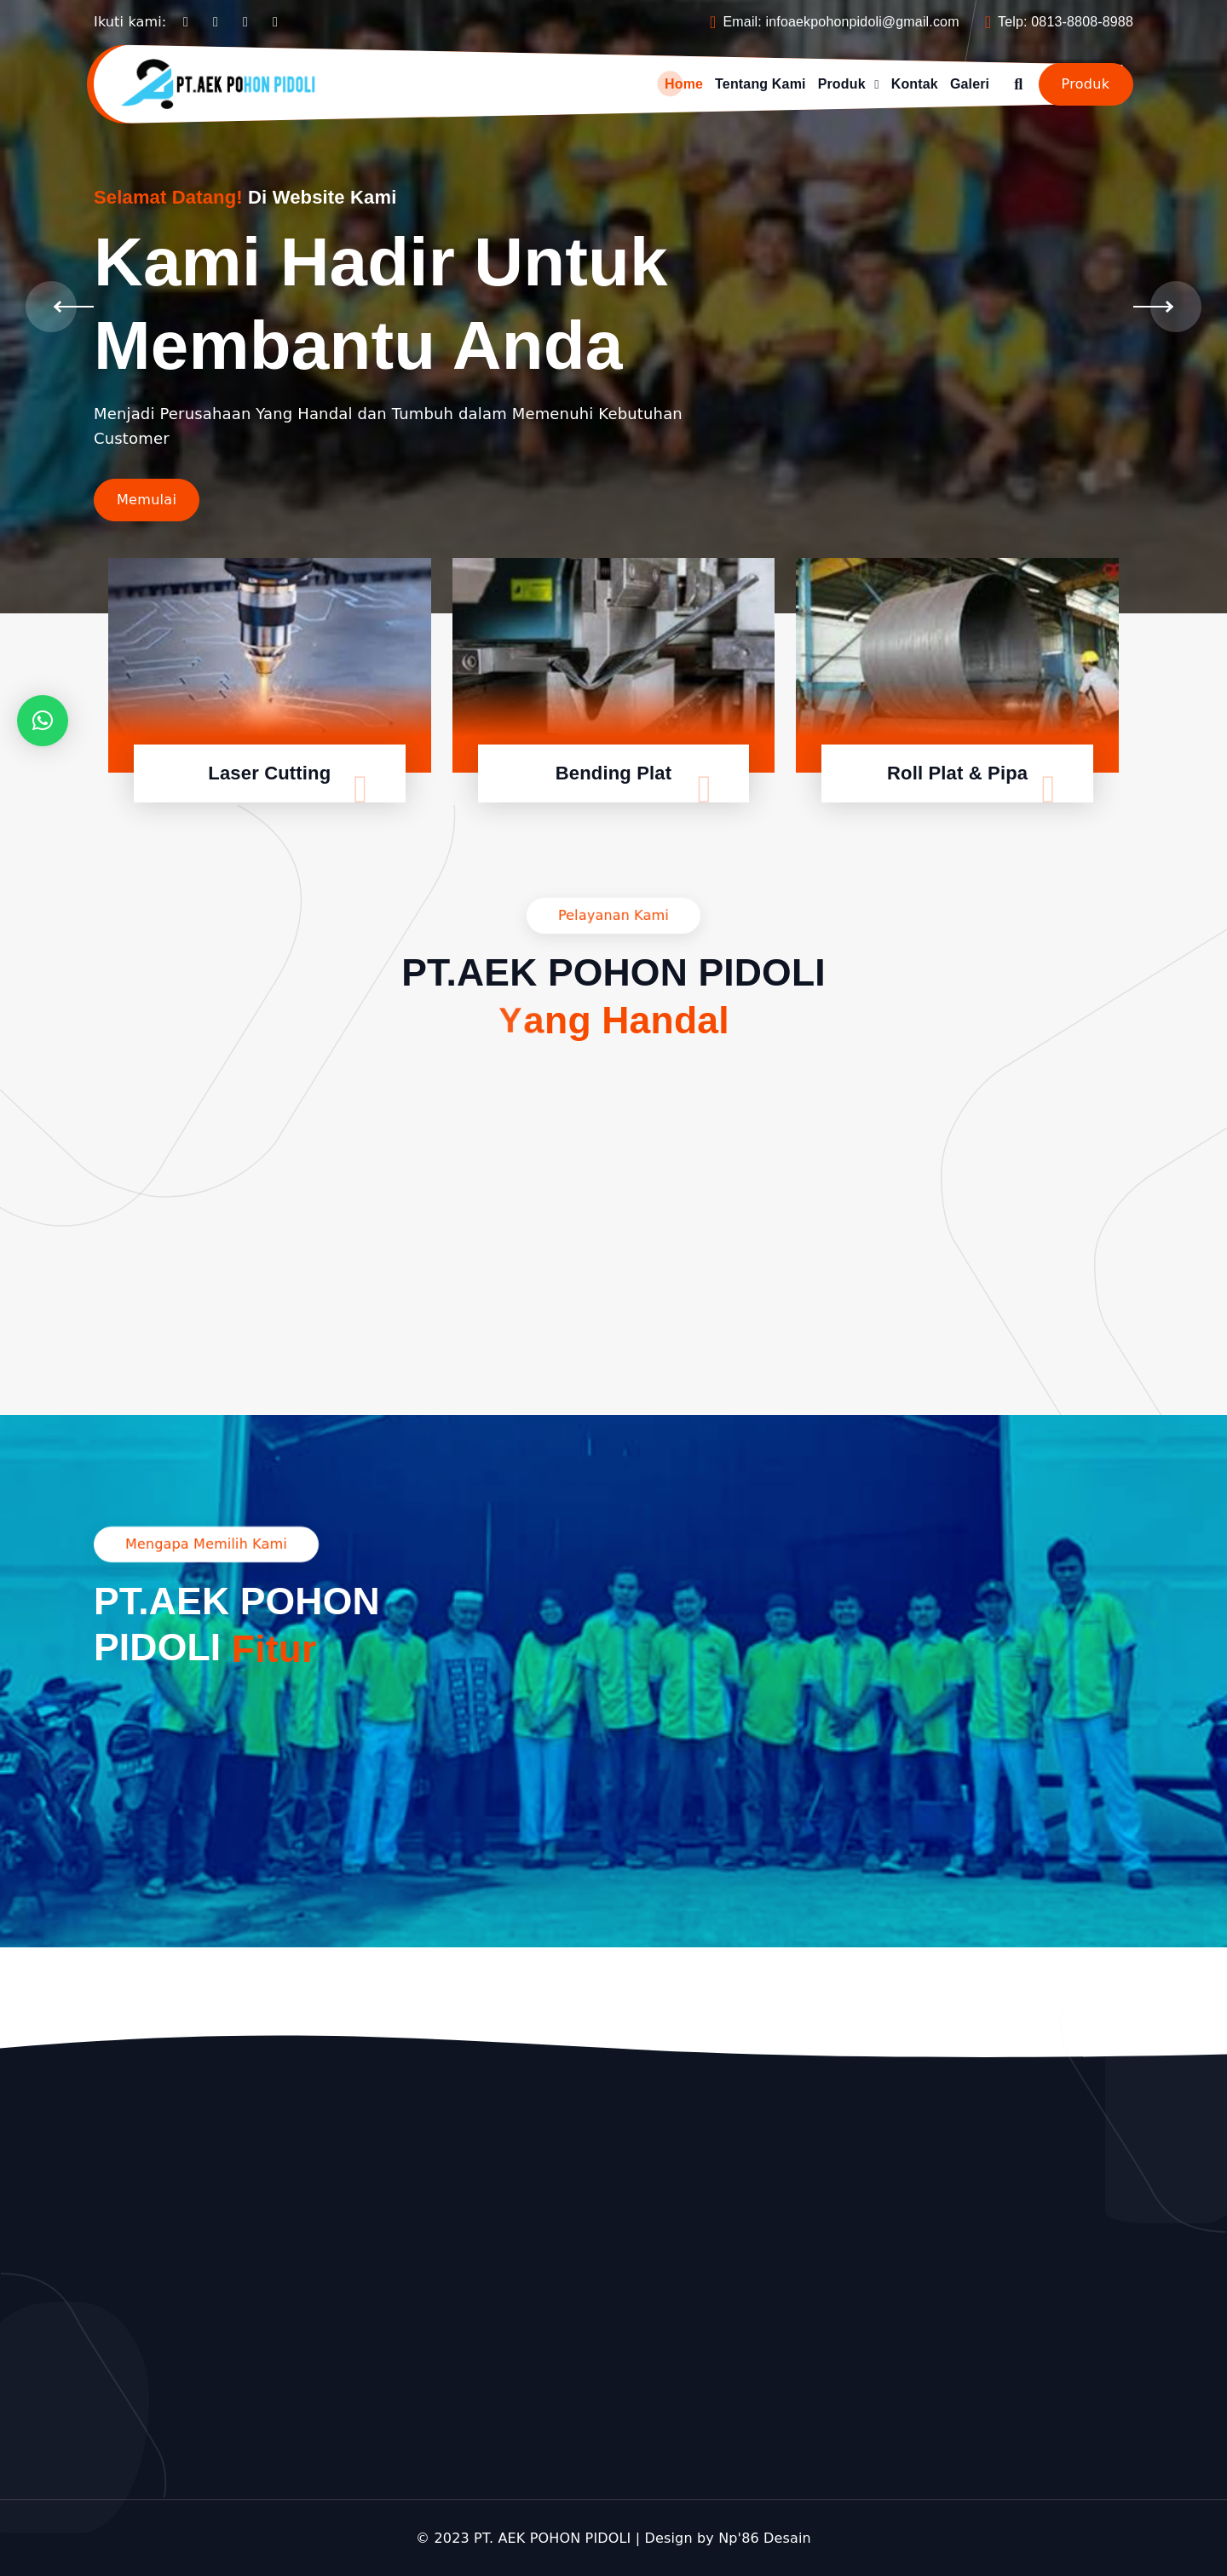 Ikuti kami:
Email: infoaekpohonpidoli@gmail.com
Telp: 0813-8808-8988
PT.AEK POHON PIDOLI
Home
Tentang Kami
Produk
Kontak
Galeri
Produk
Selamat Datang! Di Website Kami
Kami Hadir Untuk
Membantu Anda
Menjadi Perusahaan Yang Handal dan Tumbuh dalam Memenuhi Kebutuhan
Customer
Memulai
Laser Cutting
Bending Plat
Roll Plat & Pipa
Pelayanan Kami
PT.AEK POHON PIDOLI
Yang Handal
Mengapa Memilih Kami
PT.AEK POHON
PIDOLI Fitur
© 2023 PT. AEK POHON PIDOLI | Design by Np'86 Desain